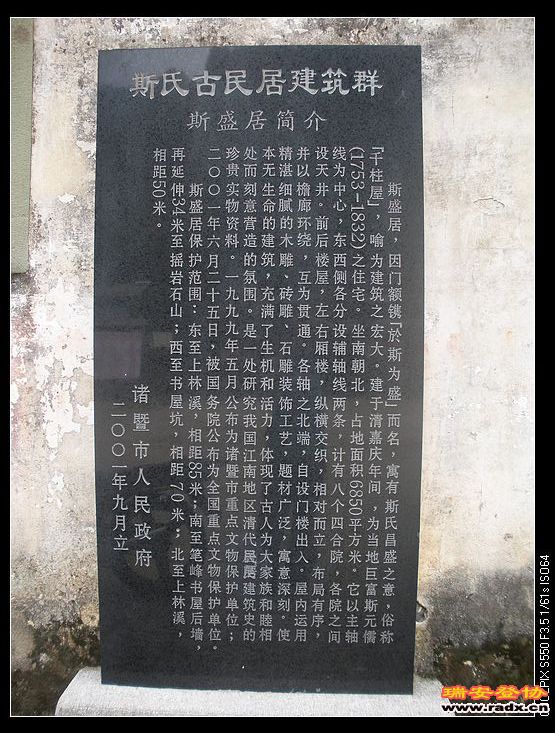 斯氏古民居建筑群
斯盛居简介
斯盛居，因门额镌『於斯为盛』而名，寓有斯氏昌盛之意，俗称
『千柱屋』，喻为建筑之宏大。建于清嘉庆年间，为当地巨富斯元儒
(1753-1832)之住宅。坐南朝北，占地面积6850平方米。它以主轴
线为中心，东西侧各分设辅轴线两条，计有八个四合院，各院之间
设天井。前后楼屋，左右厢楼，纵横交织，相对而立，布局有序，
并以檐廊环绕，互为贯通。各轴之北端，自设门楼出入。屋内运用
精湛细腻的木雕、砖雕、石雕装饰工艺，题材广泛，寓意深刻。使
本无生命的建筑，充满了生机和活力，体现了古人为大家族和睦相
处而刻意营造的氛围。是一处研究我国江南地区清代民居建筑史的
珍贵实物资料。一九九九年五月公布为诸暨市重点文物保护单位；
二〇〇一年六月二十五日，被国务院公布为全国重点文物保护单位。
斯盛居保护范围：东至上林溪，相距85米；南至笔峰书屋后墙，
再延伸34米至摇岩石山；西至书屋坑，相距70米；北至上林溪，
相距50米。
诸暨市人民政府
二〇〇一年九月立
PIX S550 F3.5 1/61s ISO64
瑞安登协
www.radx.cn